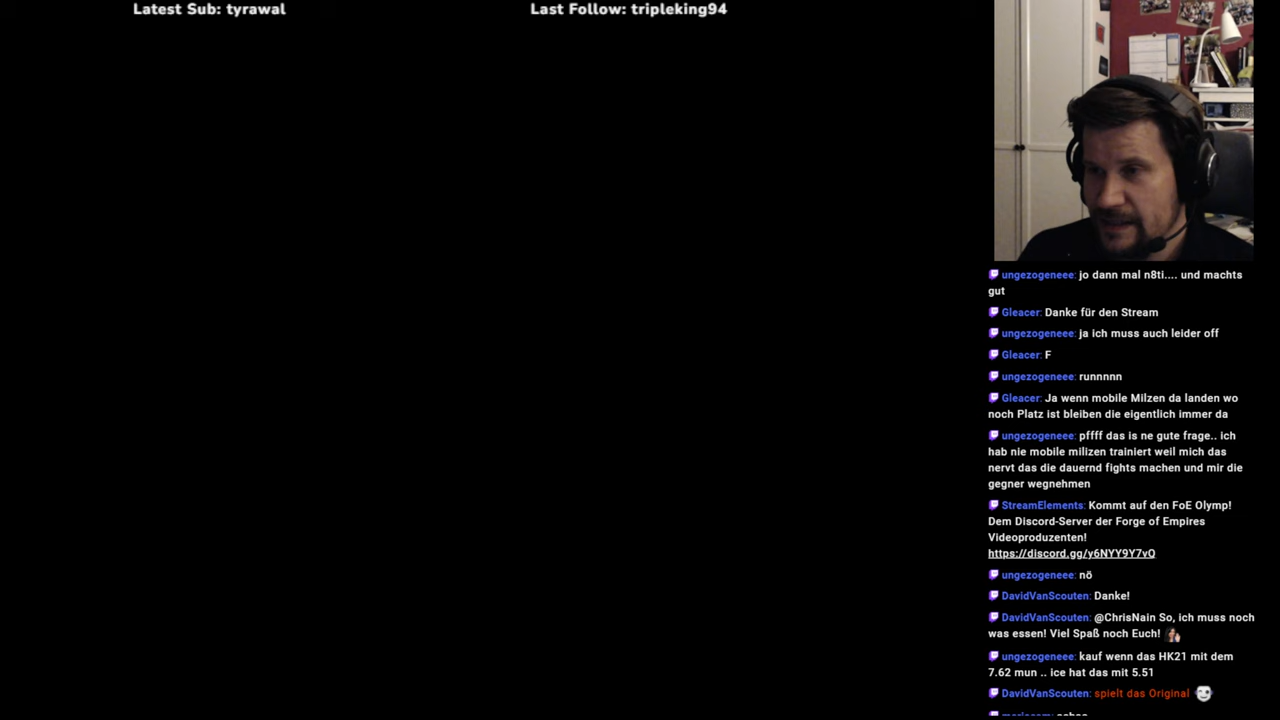 Latest Sub: tyrawal
Last Follow: tripleking94
ungezogeneee: jo dann mal n8ti.... und machts
gut
Gleacer: Danke für den Stream
ungezogeneee: ja ich muss auch leider off
Gleacer: F
ungezogeneee: runnnnn
Gleacer: Ja wenn mobile Milzen da landen wo
noch Platz ist bleiben die eigentlich immer da
ungezogeneee: pffff das is ne gute frage.. ich
hab nie mobile milizen trainiert weil mich das
nervt das die dauernd fights machen und mir die
gegner wegnehmen
StreamElements: Kommt auf den FoE Olymp!
Dem Discord-Server der Forge of Empires
Videoproduzenten!
https://discord.gg/y6NYY9Y7vQ
ungezogeneee: nö
DavidVanScouten: Danke!
DavidVanScouten: @ChrisNain So, ich muss noch
was essen! Viel Spaß noch Euch!
ungezogeneee: kauf wenn das HK21 mit dem
7.62 mun .. ice hat das mit 5.51
DavidVanScouten: spielt das Original